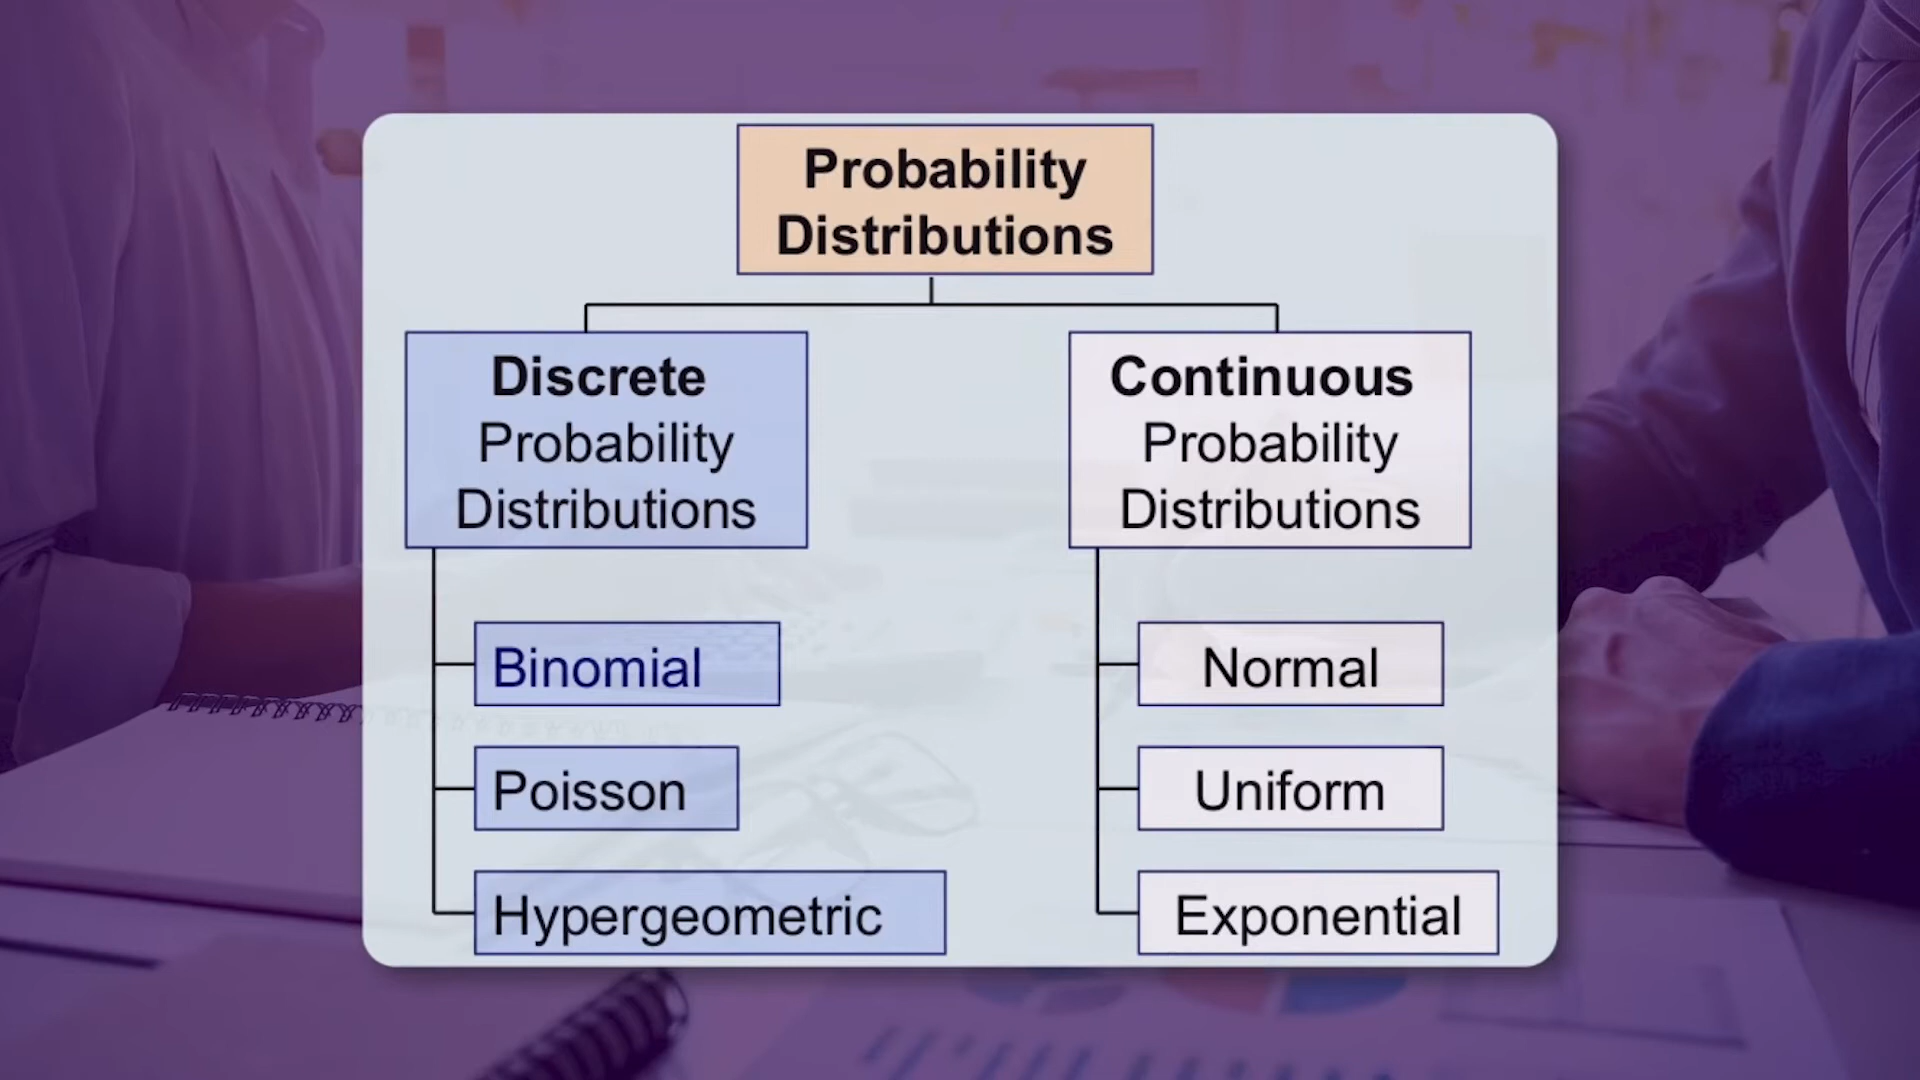 Probability
Distributions
Discrete
Probability
Distributions
Binomial
Poisson
Hypergeometric
Continuous
Probability
Distributions
Normal
Uniform
Exponential